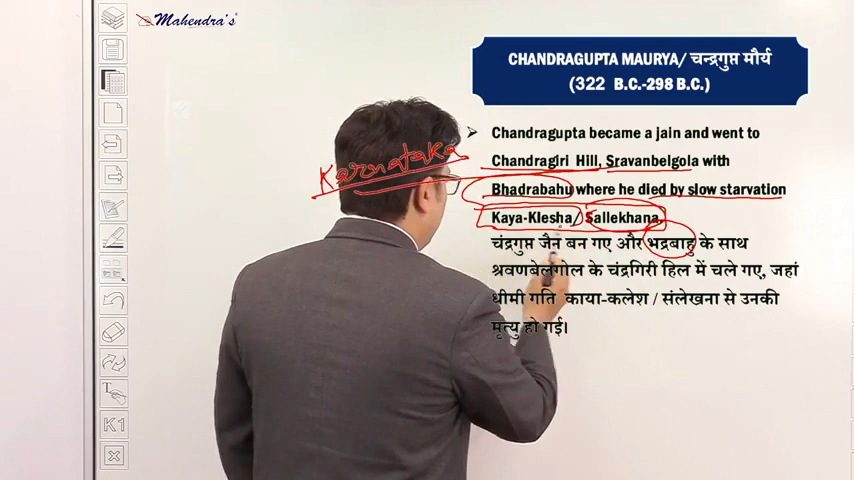 Mahendra's
CHANDRAGUPTA MAURYA/ चन्द्रगुप्त मौर्य
(322 B.C.-298 B.C.)
Chandragupta became a jain and went to
Chandragiri Hill, Sravanbelgola with
Karnataka
Bhadrabahu where he died by slow starvation
Kaya-Klesha/ Sallekhana.
चंद्रगुप्त जैन बन गए और भद्रबाहु के साथ
श्रवणबेलगोल के चंद्रगिरी हिल में चले गए, जहां
धीमी गति काया-कलेश / संलेखना से उनकी
मृत्यु हो गई।
K1